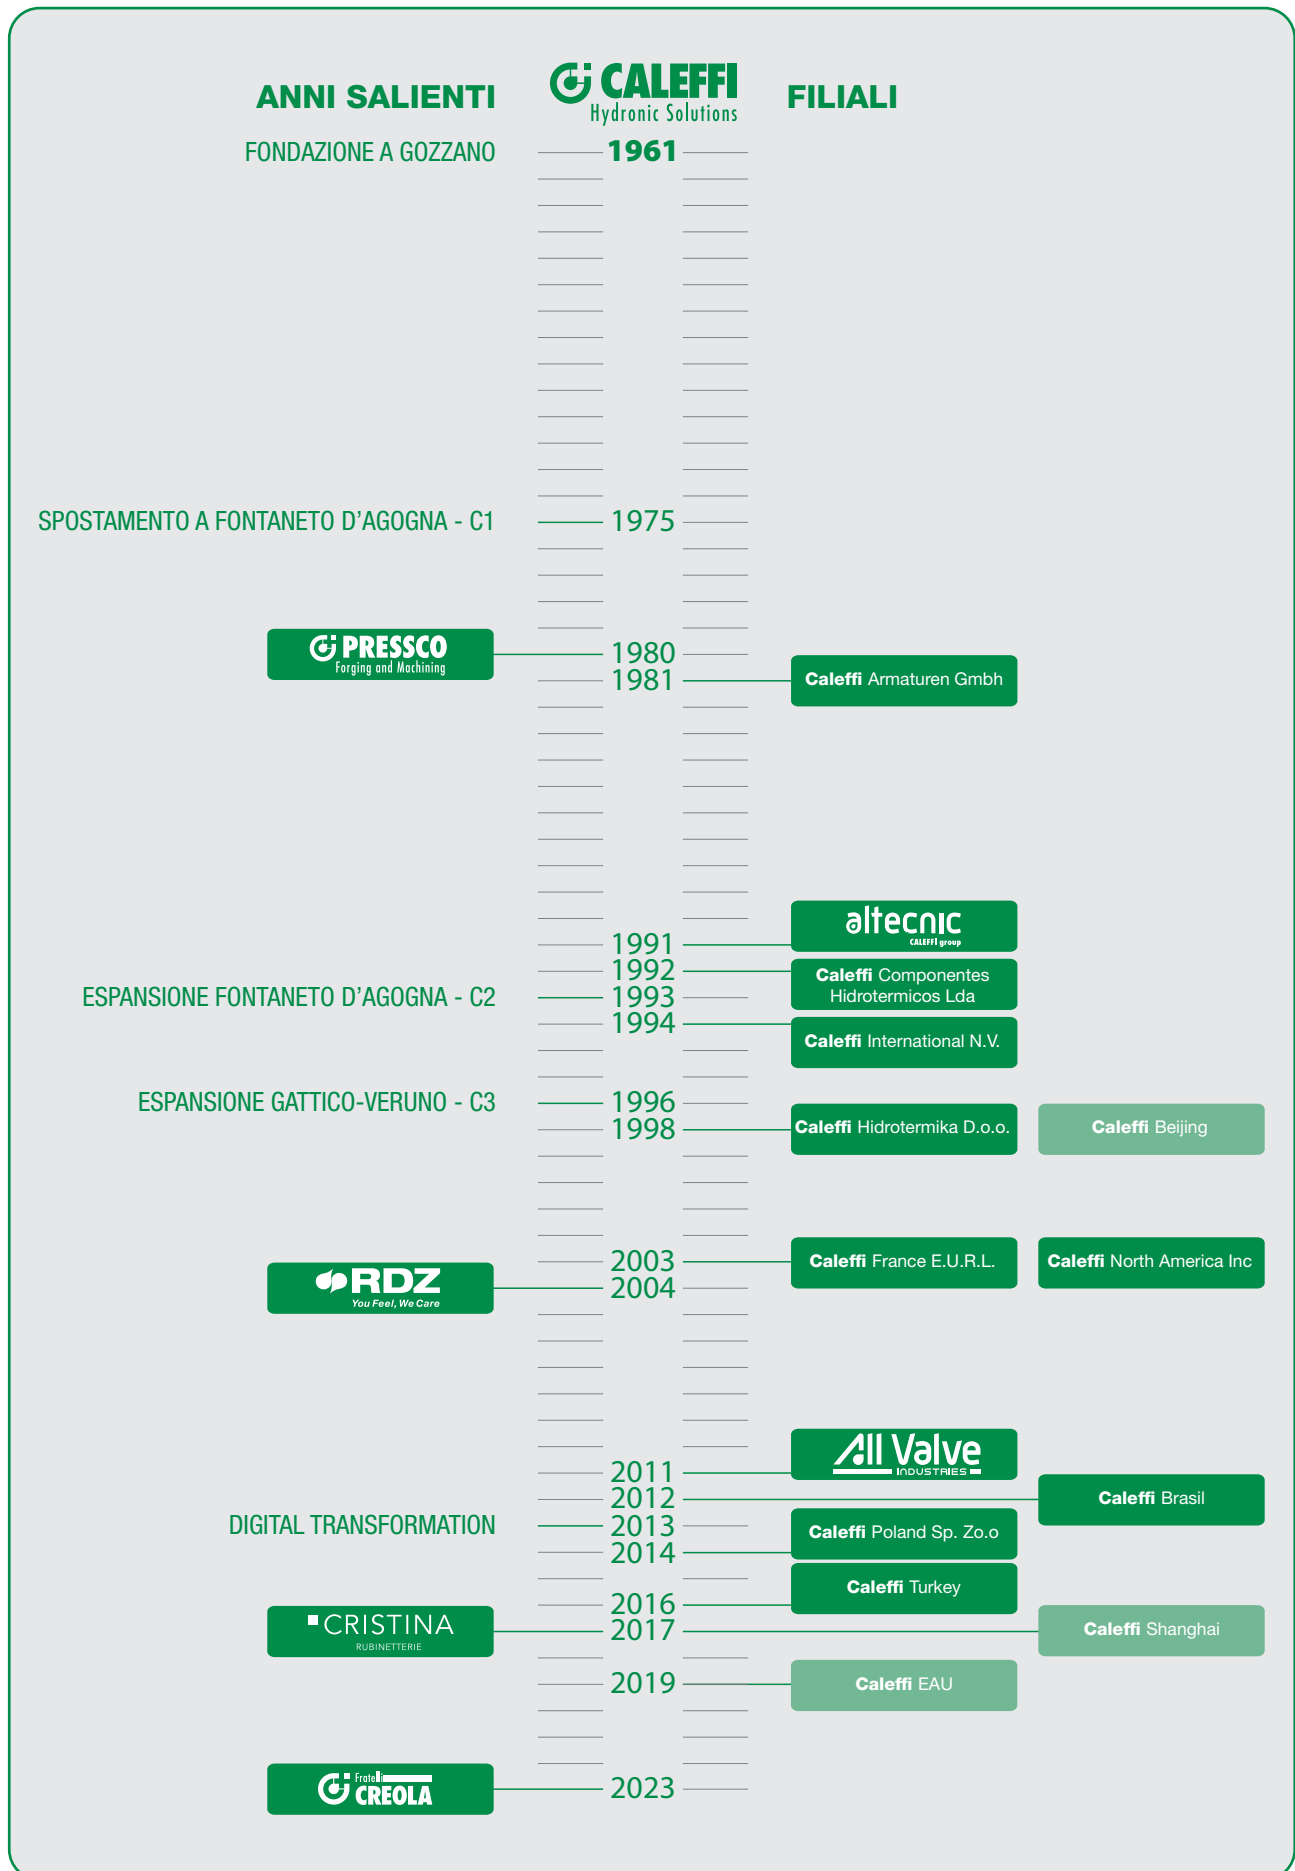 ANNI SALIENTI
CALEFFI
Hydronic Solutions
FILIALI
FONDAZIONE A GOZZANO
1961
SPOSTAMENTO A FONTANETO D’AGOGNA - C1
1975
PRESSCO
Forging and Machining
1980
1981
Caleffi Armaturen Gmbh
altecnic
CALEFFI group
1991
1992
Caleffi Componentes
Hidrotermicos Lda
ESPANSIONE FONTANETO D’AGOGNA - C2
1993
1994
Caleffi International N.V.
ESPANSIONE GATTICO-VERUNO - C3
1996
1998
Caleffi Hidrotermika D.o.o.
Caleffi Beijing
2003
Caleffi France E.U.R.L.
Caleffi North America Inc
RDZ
You Feel, We Care
2004
All Valve
INDUSTRIES
2011
2012
Caleffi Brasil
DIGITAL TRANSFORMATION
2013
Caleffi Poland Sp. Zo.o
2014
Caleffi Turkey
2016
CRISTINA
RUBINETTERIE
2017
Caleffi Shanghai
2019
Caleffi EAU
Fratelli
CREOLA
2023